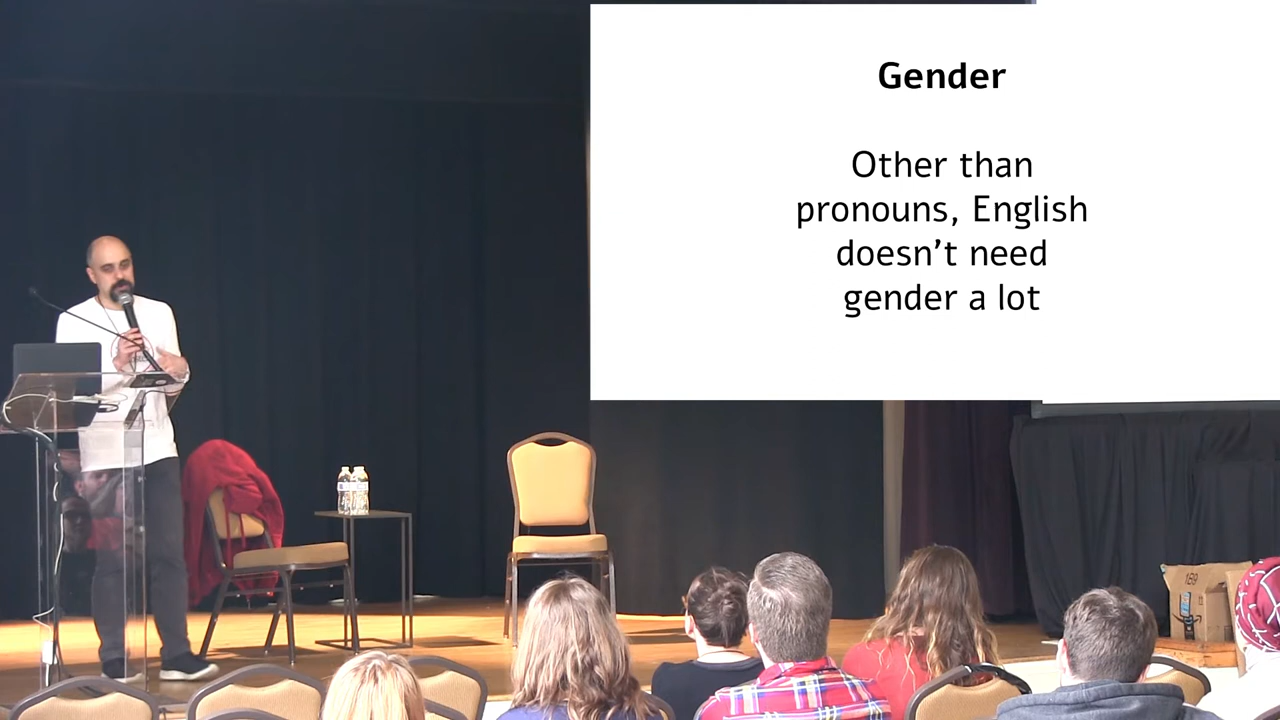 Gender
Other than
pronouns, English
doesn't need
gender a lot